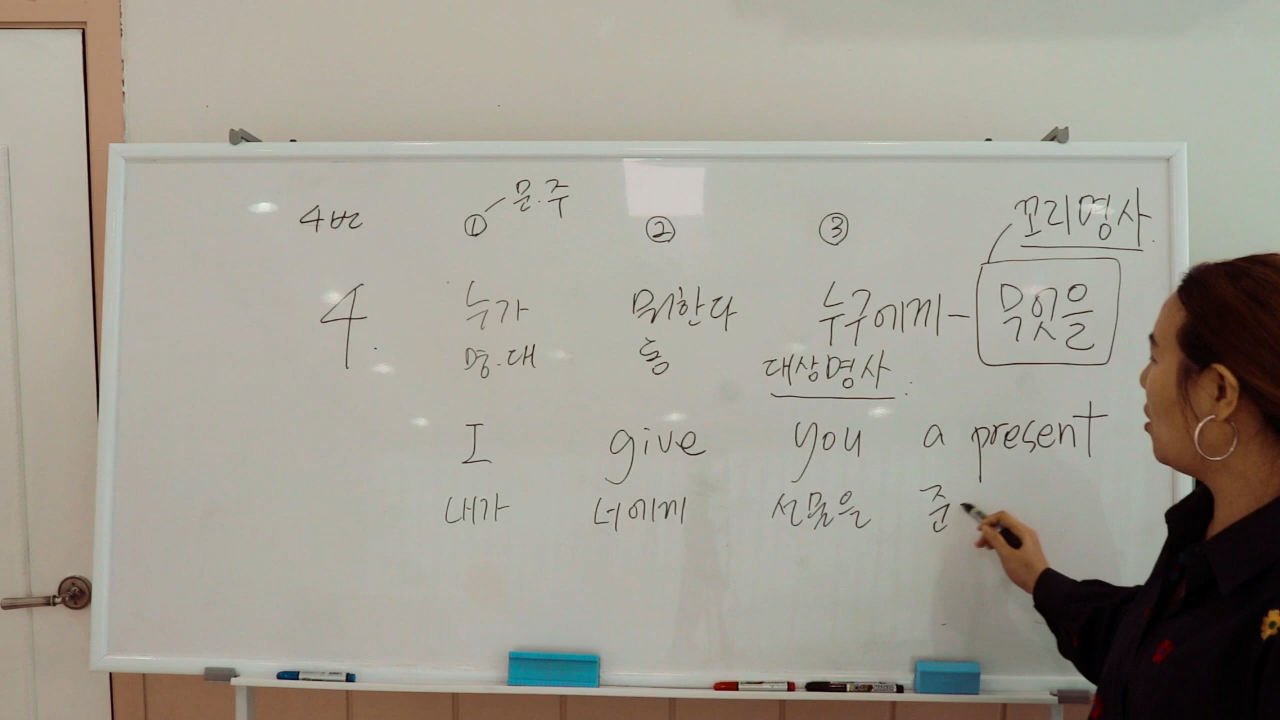 4번 ① 문.주 ② ③ 꼬리명사.
4. 누가 뭐한다 누구에게 - 무엇을
명.대 동 대상명사.
I give you a present
내가 너에게 선물을 준